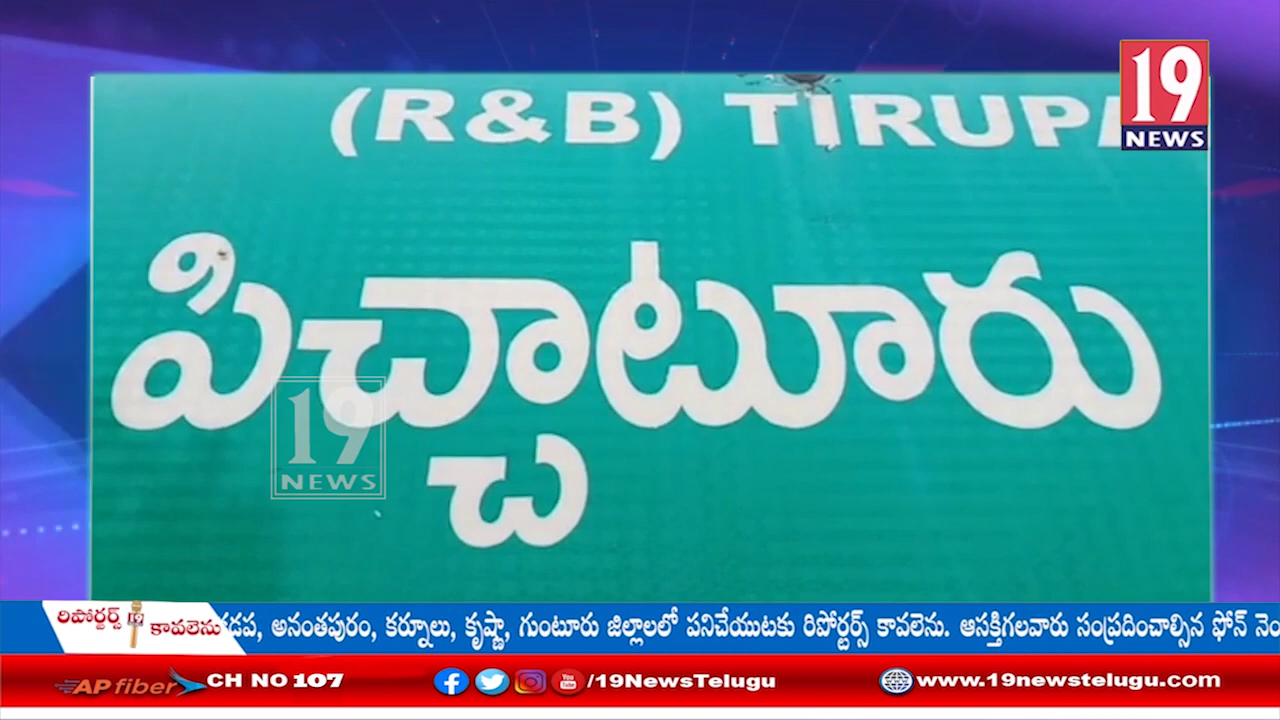 (R&B) TIRUP
19
NEWS
పిచ్చాటూరు
19
NEWS
రిపోర్టర్స్ కావలెను
కడప, అనంతపురం, కర్నూలు, కృష్ణా, గుంటూరు జిల్లాలలో పనిచేయుటకు రిపోర్టర్స్ కావలెను. ఆసక్తిగలవారు సంప్రదించాల్సిన ఫోన్ నెం
AP fiber CH NO 107 /19NewsTelugu www.19newstelugu.com